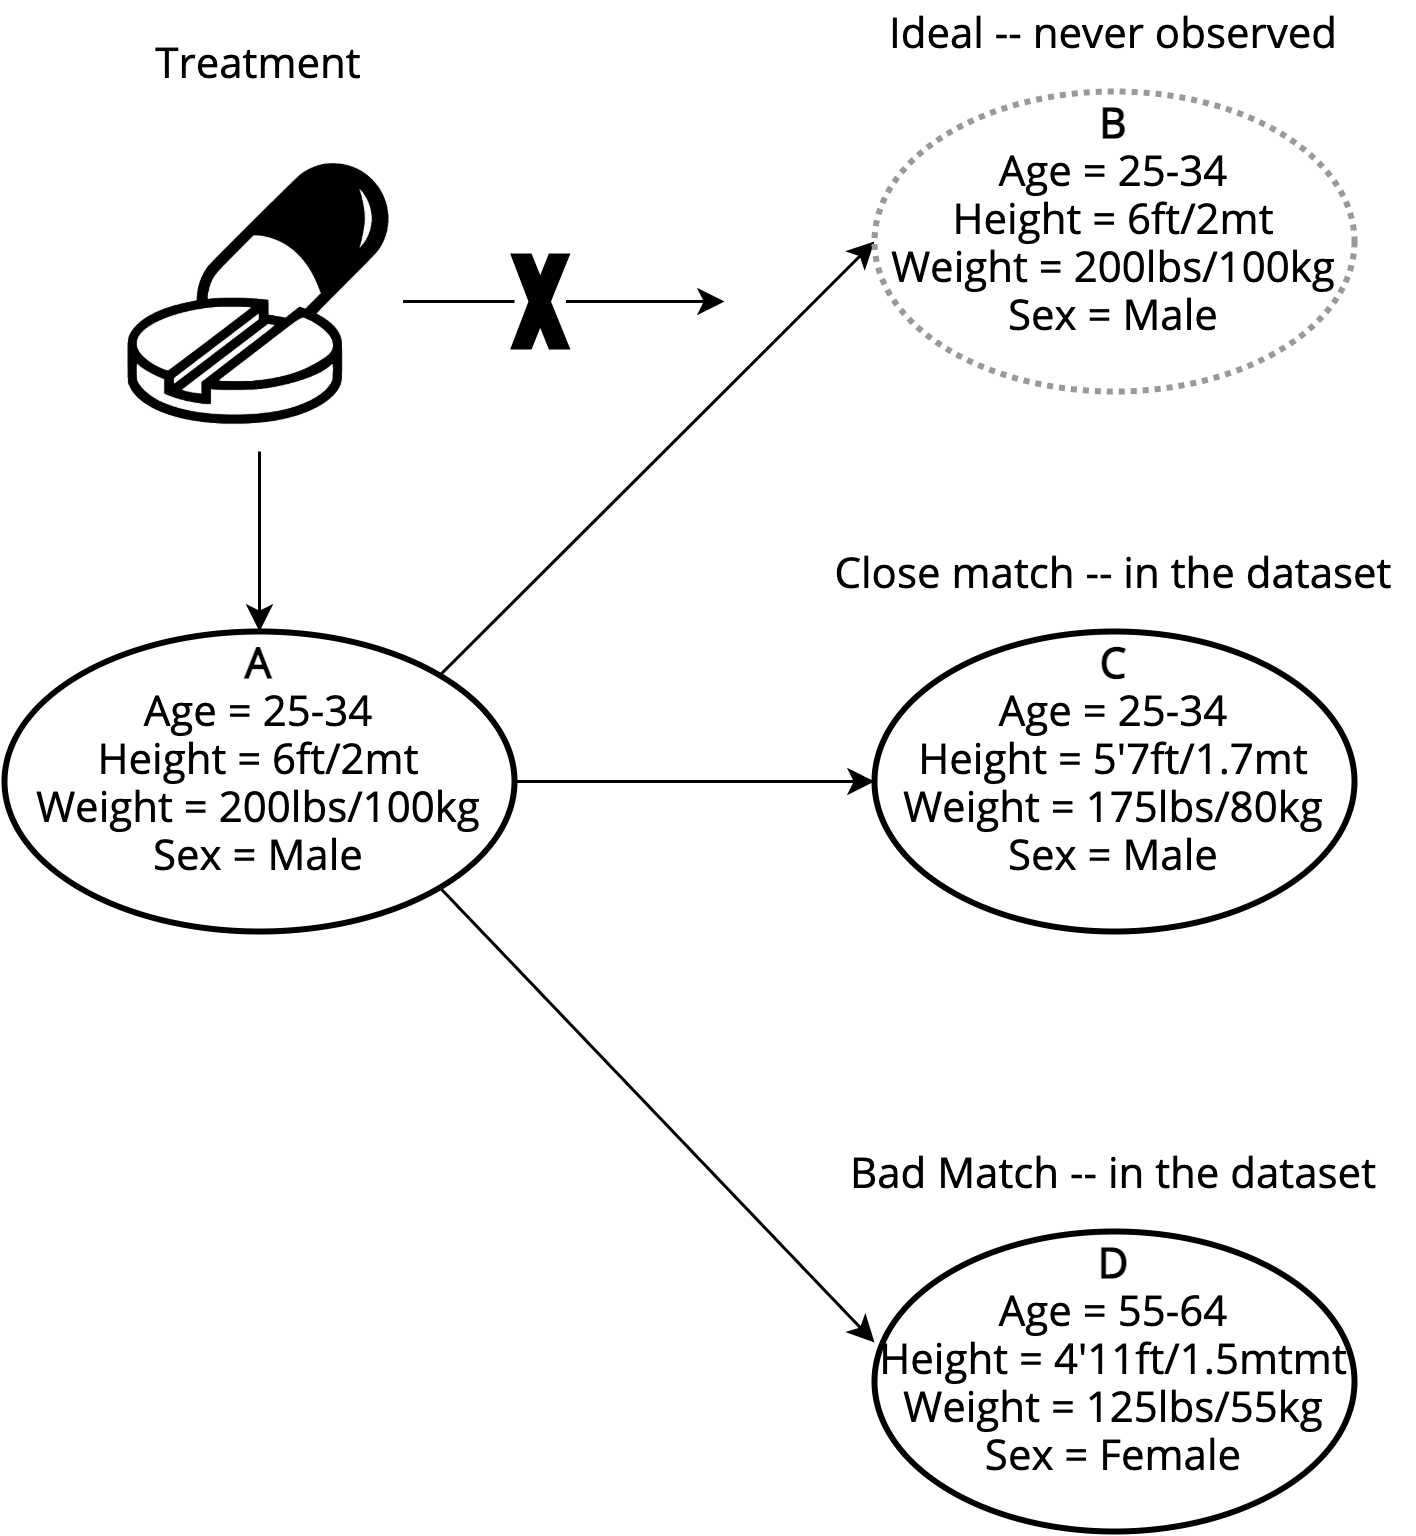 Treatment
X
Ideal -- never observed
B
Age = 25-34
Height = 6ft/2mt
Weight = 200lbs/100kg
Sex = Male
A
Age = 25-34
Height = 6ft/2mt
Weight = 200lbs/100kg
Sex = Male
Close match -- in the dataset
C
Age = 25-34
Height = 5'7ft/1.7mt
Weight = 175lbs/80kg
Sex = Male
Bad Match -- in the dataset
D
Age = 55-64
Height = 4'11ft/1.5mtmt
Weight = 125lbs/55kg
Sex = Female